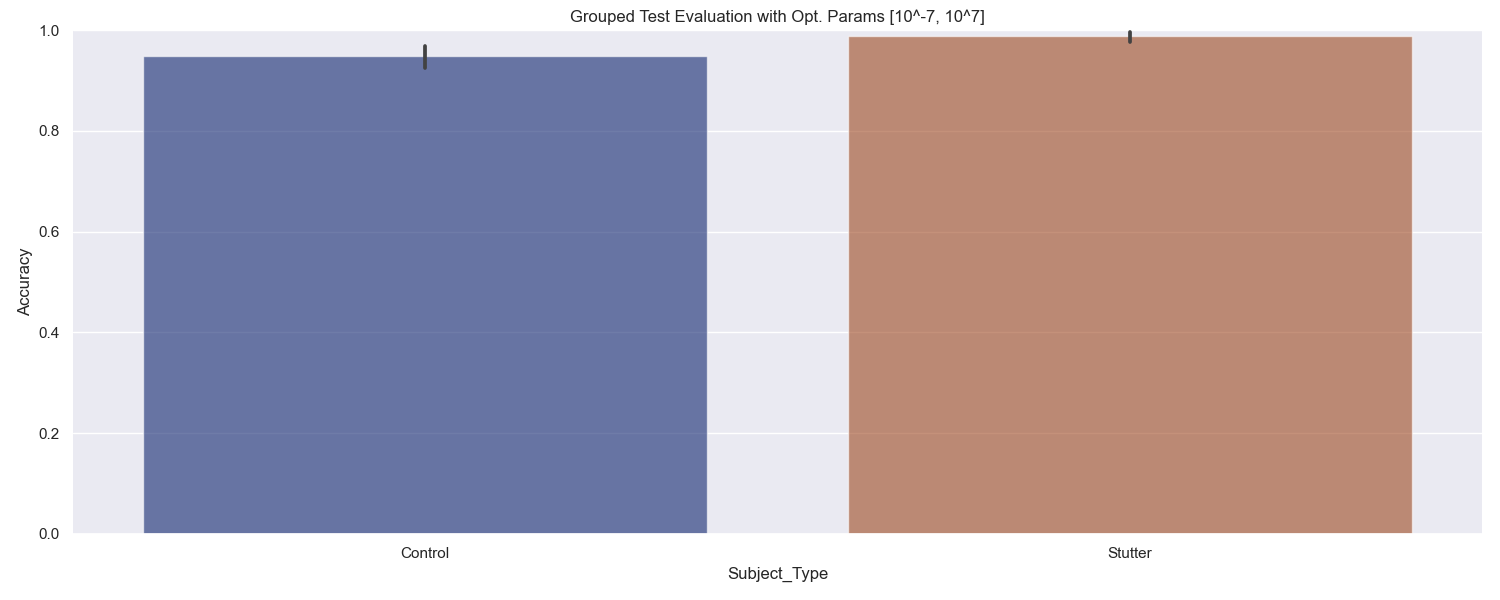 Grouped Test Evaluation with Opt. Params [10^-7, 10^7]
1.0
0.8
0.6
0.4
0.2
0.0
Accuracy
Control
Stutter
Subject_Type